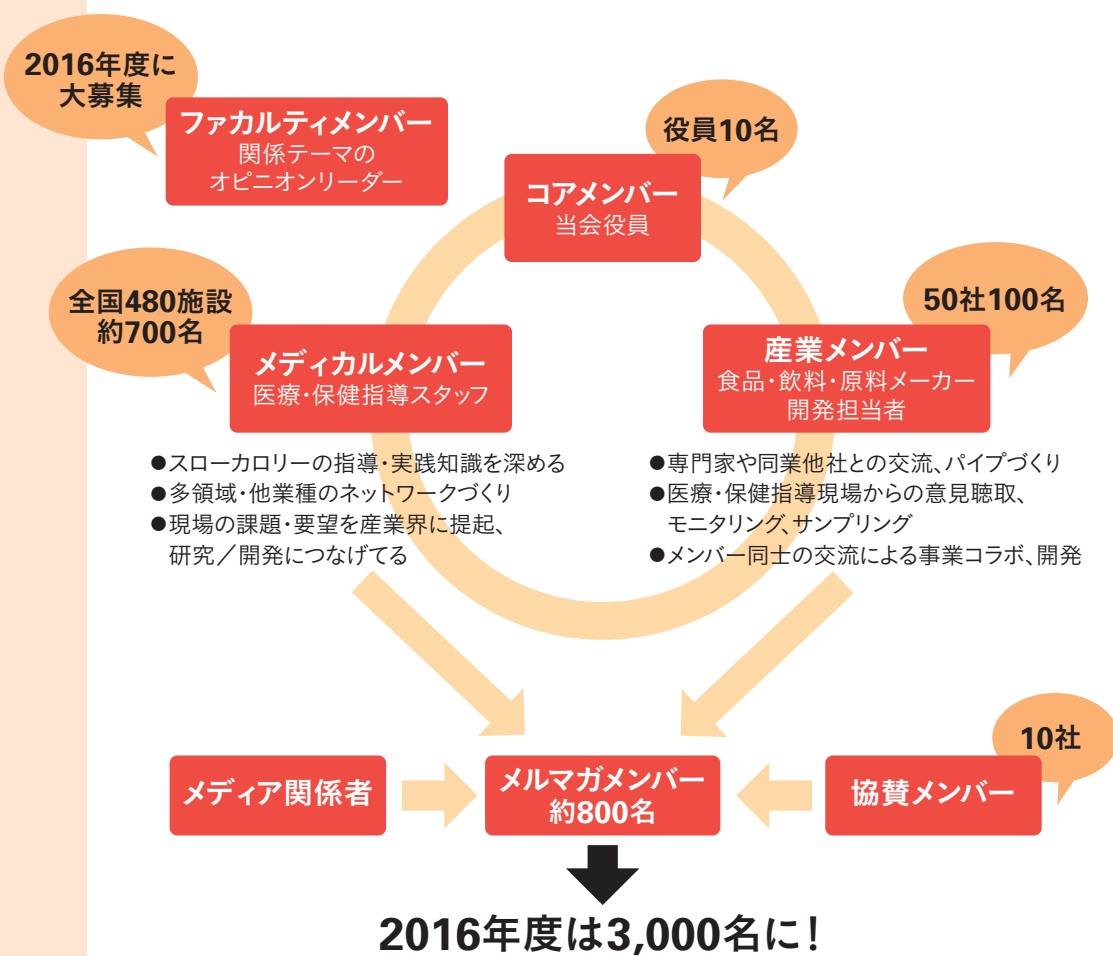 2016年度に
大募集
ファカルティメンバー
関係テーマの
オピニオンリーダー
役員10名
コアメンバー
当会役員
全国480施設
約700名
メディカルメンバー
医療・保健指導スタッフ
●スローカロリーの指導・実践知識を深める
●多領域・他業種のネットワークづくり
●現場の課題・要望を産業界に提起、
研究／開発につなげてる
50社100名
産業メンバー
食品・飲料・原料メーカー
開発担当者
●専門家や同業他社との交流、パイプづくり
●医療・保健指導現場からの意見聴取、
モニタリング、サンプリング
●メンバー同士の交流による事業コラボ、開発
メディア関係者
メルマガメンバー
約800名
10社
協賛メンバー
2016年度は3,000名に！